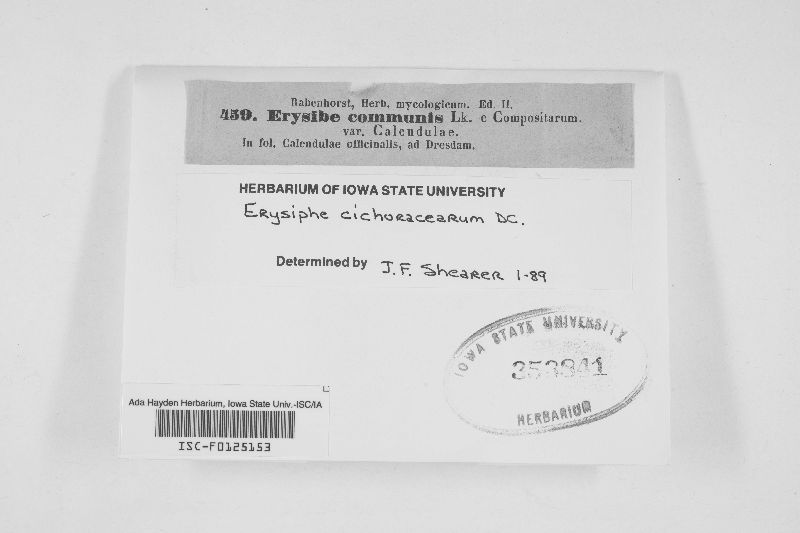 Rabenhorst, Herb. mycologicum. Ed. II.
459. Erysibe communis Lk. c Compositarum.
var. Calendulae.
In fol. Calendulae officinalis, ad Dresdam.
HERBARIUM OF IOWA STATE UNIVERSITY
Erysiphe cichoracearum DC.
Determined by J.F. Shearer 1-89
IOWA STATE UNIVERSITY
353941
HERBARIUM
Ada Hayden Herbarium, Iowa State Univ.-ISC/IA
ISC-F0125153